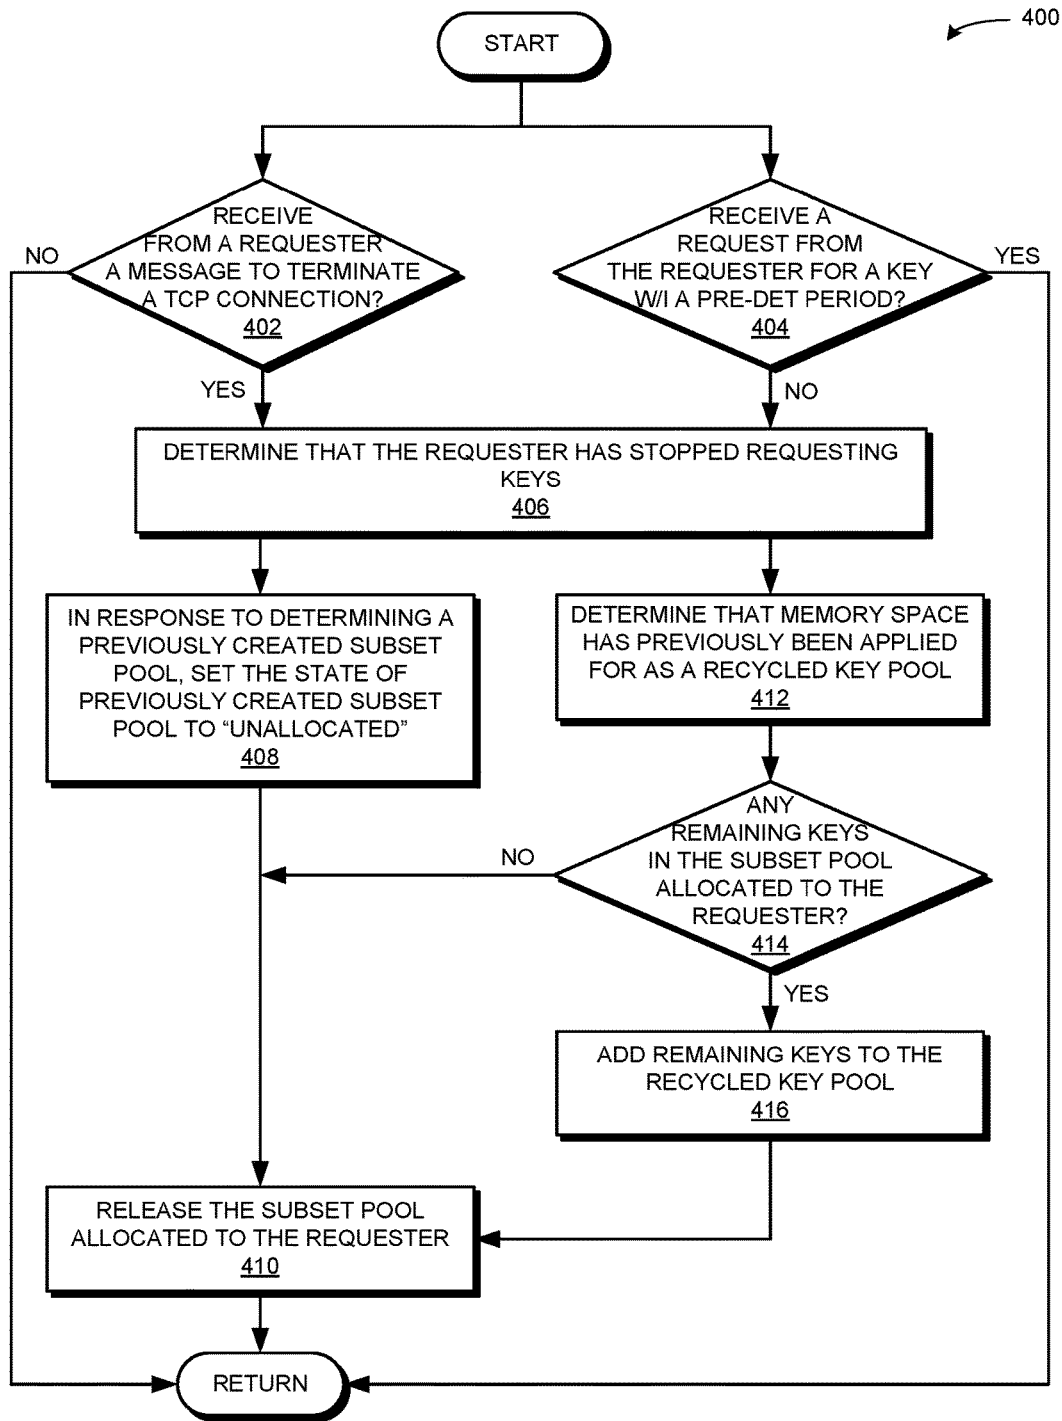 400
START
RECEIVE
FROM A REQUESTER
A MESSAGE TO TERMINATE
A TCP CONNECTION?
402
NO
RECEIVE A
REQUEST FROM
THE REQUESTER FOR A KEY
W/I A PRE-DET PERIOD?
404
YES
YES
NO
DETERMINE THAT THE REQUESTER HAS STOPPED REQUESTING
KEYS
406
IN RESPONSE TO DETERMINING A
PREVIOUSLY CREATED SUBSET
POOL, SET THE STATE OF
PREVIOUSLY CREATED SUBSET
POOL TO “UNALLOCATED”
408
DETERMINE THAT MEMORY SPACE
HAS PREVIOUSLY BEEN APPLIED
FOR AS A RECYCLED KEY POOL
412
ANY
REMAINING KEYS
IN THE SUBSET POOL
ALLOCATED TO THE
REQUESTER?
414
NO
YES
ADD REMAINING KEYS TO THE
RECYCLED KEY POOL
416
RELEASE THE SUBSET POOL
ALLOCATED TO THE REQUESTER
410
RETURN